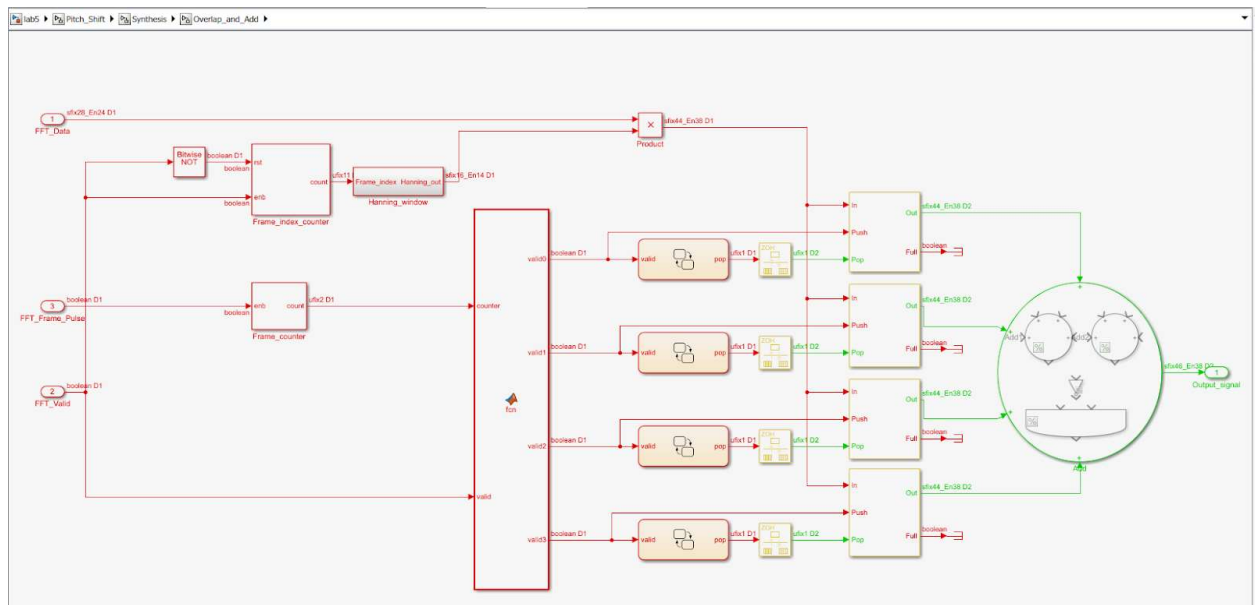 lab5 Pitch_Shift Synthesis Overlap_and_Add
1
sfix28_En24 D1
FFT_Data
Bitwise
NOT
boolean D1
boolean
rst
enb
boolean
count
Frame_index_counter
ufix11
Frame_index Hanning_out
Hanning_window
sfix16_En14 D1
×
Product
sfix44_En38 D1
3
boolean D1
FFT_Frame_Pulse
boolean
enb count
Frame_counter
ufix2 D1
2
boolean D1
FFT_Valid
counter
valid
fcn
valid0
boolean D1
valid pop
ufix1 D1
ZOH
ufix1 D2
In
Push
Pop
Out
Full
sfix44_En38 D2
boolean
valid1
boolean D1
valid pop
ufix1 D1
ZOH
ufix1 D2
In
Push
Pop
Out
Full
sfix44_En38 D2
boolean
valid2
boolean D1
valid pop
ufix1 D1
ZOH
ufix1 D2
In
Push
Pop
Out
Full
sfix44_En38 D2
boolean
valid3
boolean D1
valid pop
ufix1 D1
ZOH
ufix1 D2
In
Push
Pop
Out
Full
sfix44_En38 D2
boolean
Add
Add
sfix46_En38
1
Output_signal